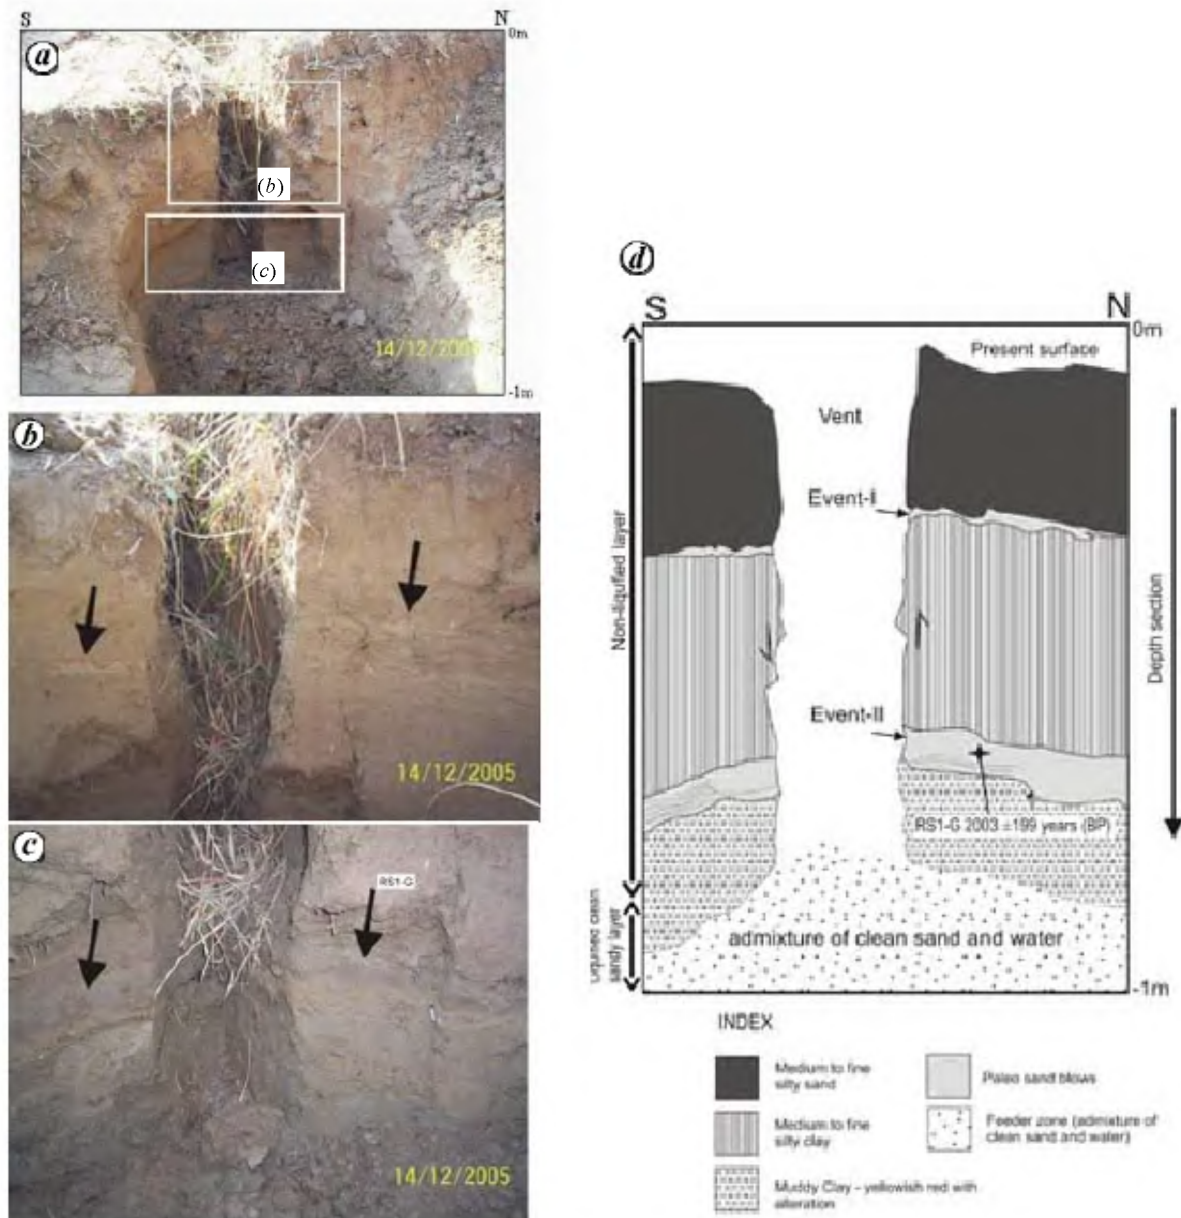 S N
0m
a
(b)
(c)
14/12/2005
-1m
b
14/12/2005
c
RS1-G
14/12/2005
d
S N
0m
Present surface
Vent
Event-I
Non-liquified layer
Depth section
Event-II
RS1-G 2003 ±199 years (BP)
sandy layer
admixture of clean sand and water
-1m
INDEX
Medium to fine
silty sand
Paleo sand blows
Medium to fine
silty clay
Feeder zone (admixture of
clean sand and water)
Muddy Clay – yellowish red with
alteration